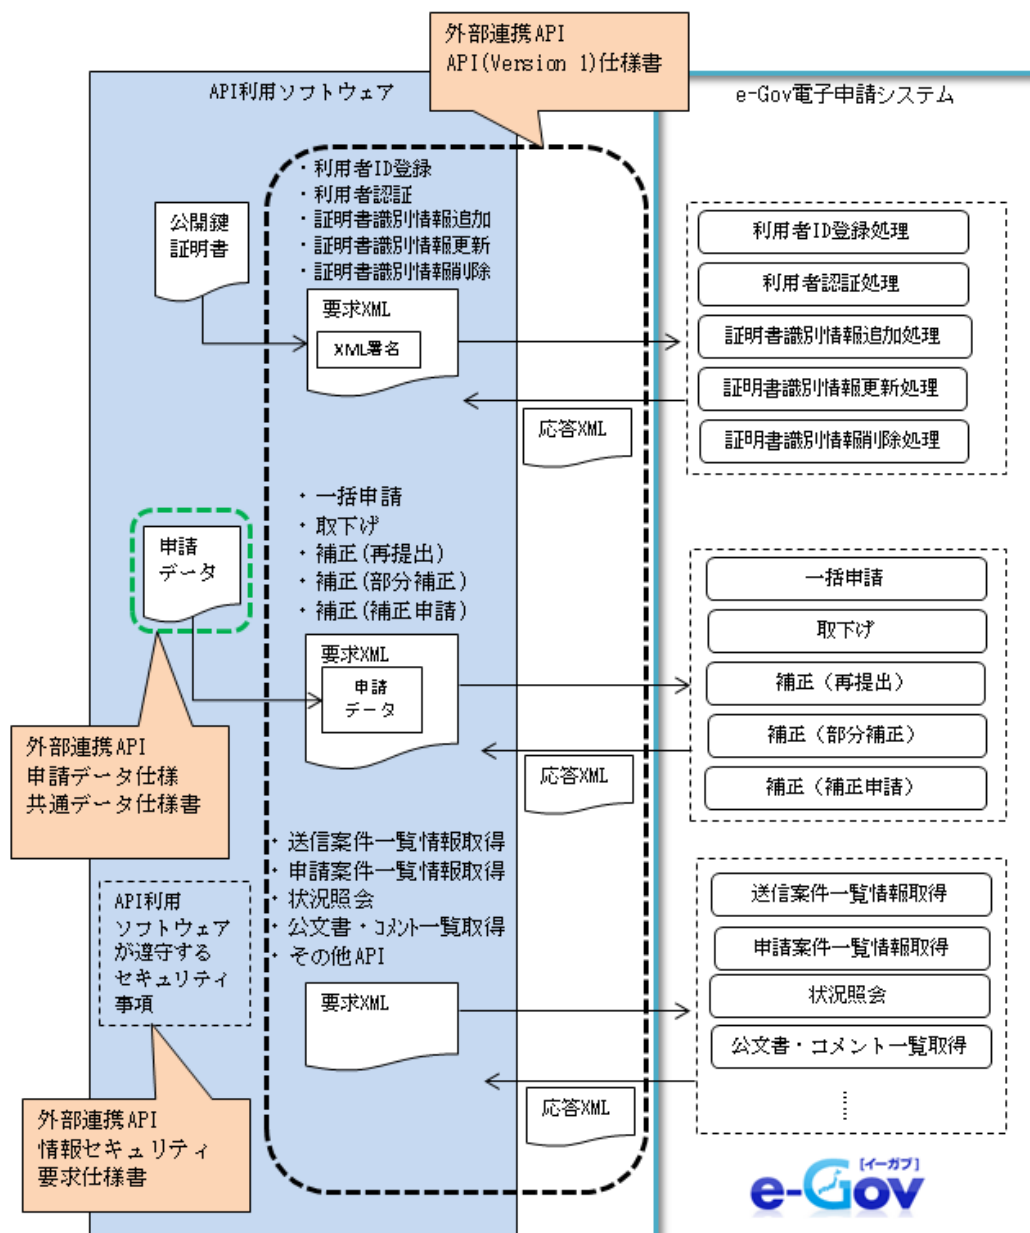 外部連携API
API(Version 1)仕様書
API利用ソフトウェア
e-Gov電子申請システム
・利用者ID登録
・利用者認証
・証明書識別情報追加
・証明書識別情報更新
・証明書識別情報削除
公開鍵
証明書
要求XML
XML署名
応答XML
利用者ID登録処理
利用者認証処理
証明書識別情報追加処理
証明書識別情報更新処理
証明書識別情報削除処理
・一括申請
・取下げ
・補正(再提出)
・補正(部分補正)
・補正(補正申請)
申請
データ
要求XML
申請
データ
応答XML
一括申請
取下げ
補正（再提出）
補正（部分補正）
補正（補正申請）
外部連携API
申請データ仕様
共通データ仕様書
・送信案件一覧情報取得
・申請案件一覧情報取得
・状況照会
・公文書・コメント一覧取得
・その他API
API利用
ソフトウェア
が遵守する
セキュリティ
事項
要求XML
応答XML
送信案件一覧情報取得
申請案件一覧情報取得
状況照会
公文書・コメント一覧取得
外部連携API
情報セキュリティ
要求仕様書
[イーガブ]
e-Gov